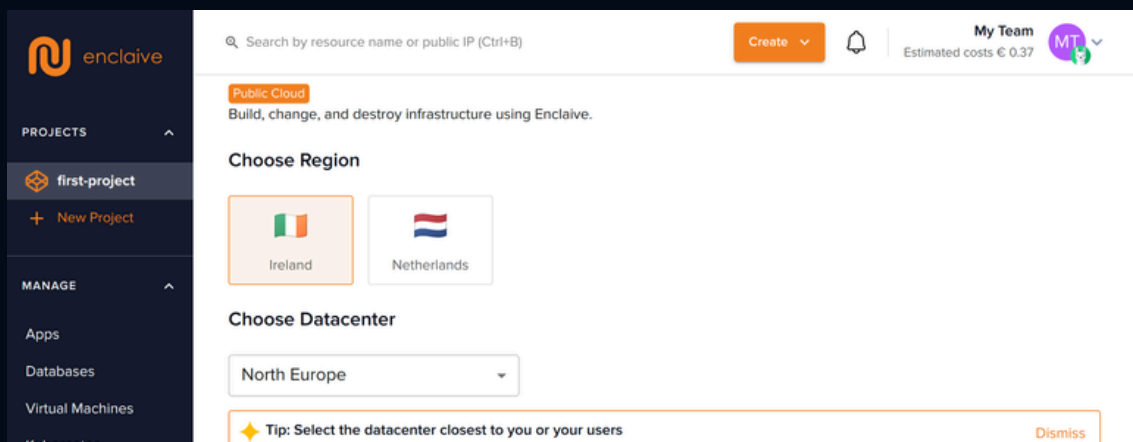 enclaive
Search by resource name or public IP (Ctrl+B)
Create
My Team
Estimated costs € 0.37
MT
PROJECTS
first-project
+ New Project
MANAGE
Apps
Databases
Virtual Machines
Public Cloud
Build, change, and destroy infrastructure using Enclaive.
Choose Region
Ireland
Netherlands
Choose Datacenter
North Europe
Tip: Select the datacenter closest to you or your users
Dismiss